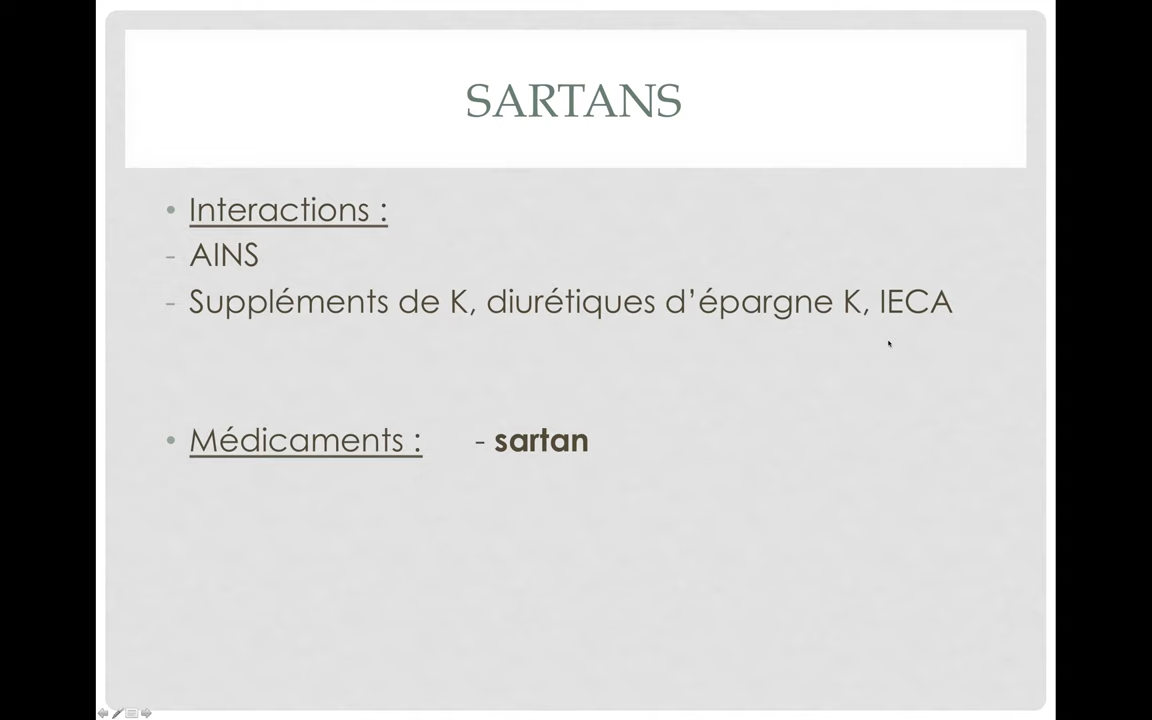 SARTANS
• Interactions :
- AINS
- Suppléments de K, diurétiques d’épargne K, IECA
• Médicaments : - sartan